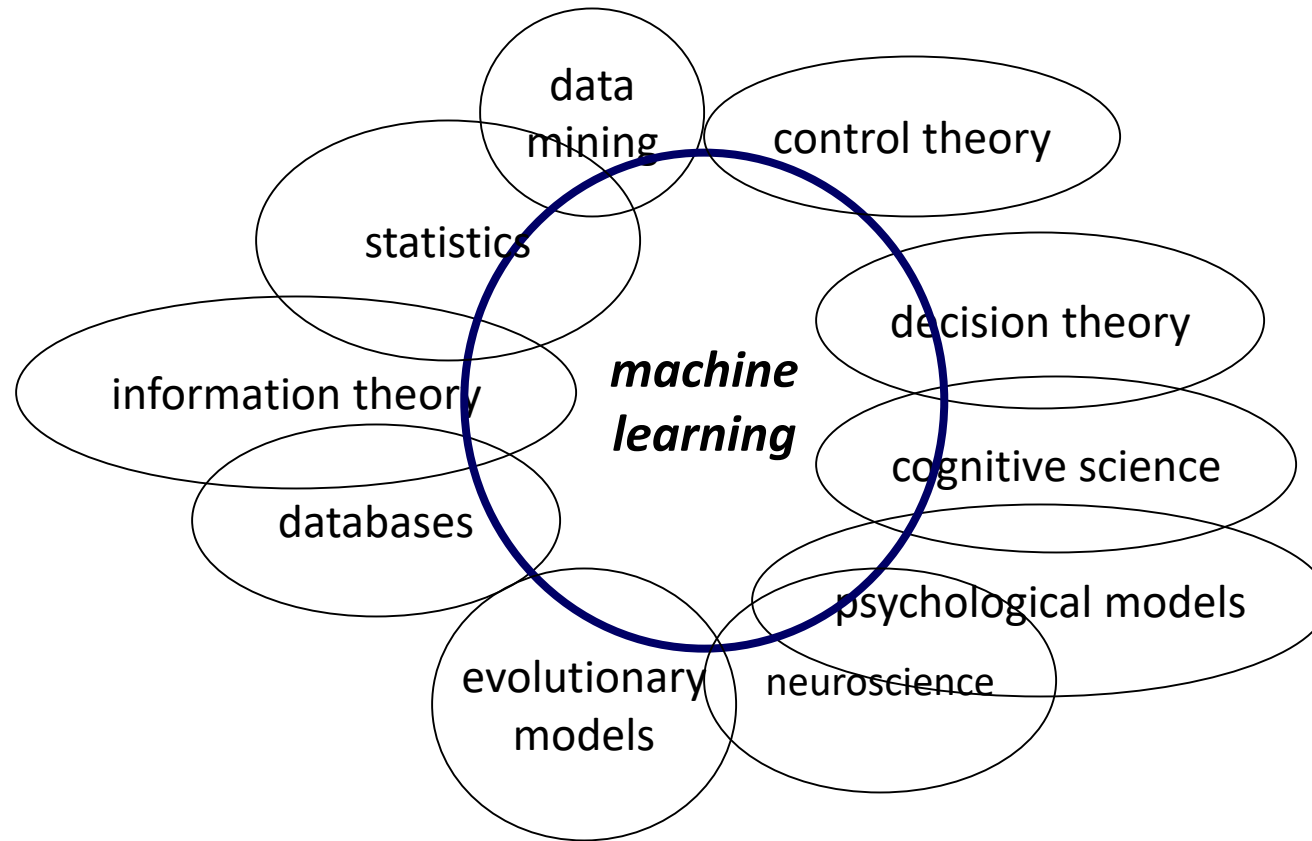 data
mining
control theory
statistics
decision theory
machine
learning
information theory
cognitive science
databases
psychological models
evolutionary
models
neuroscience